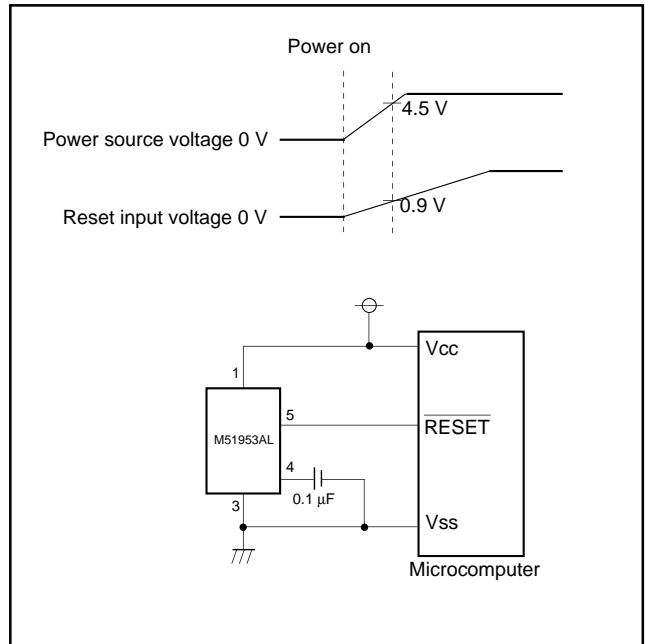 Power on
4.5 V
Power source voltage 0 V
0.9 V
Reset input voltage 0 V
Vcc
1
5
RESET
M51953AL
4
0.1 μF
3
Vss
Microcomputer